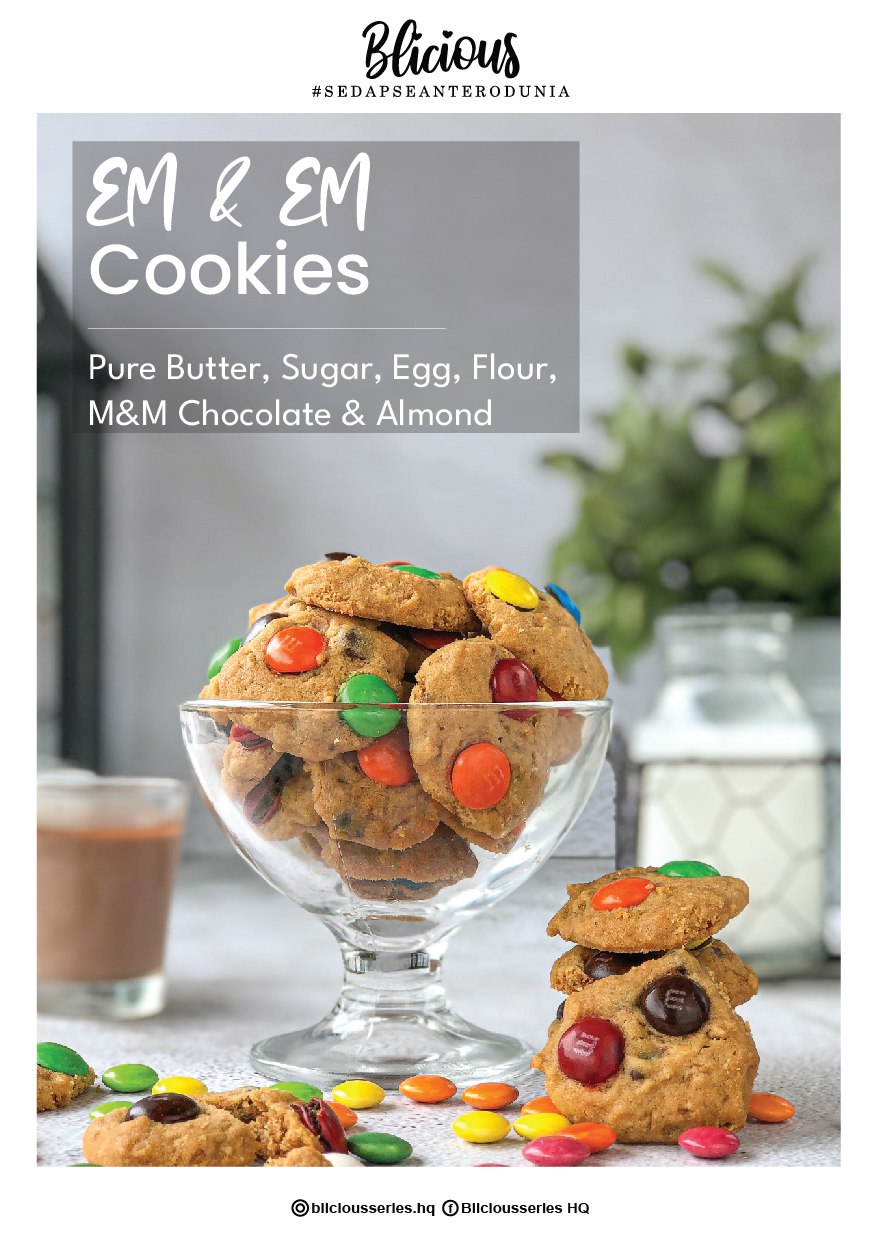 Blicious
#SEDAPSEANTERODUNIA
EM & EM
Cookies
Pure Butter, Sugar, Egg, Flour,
M&M Chocolate & Almond
bliciousseries.hq Bliciousseries HQ